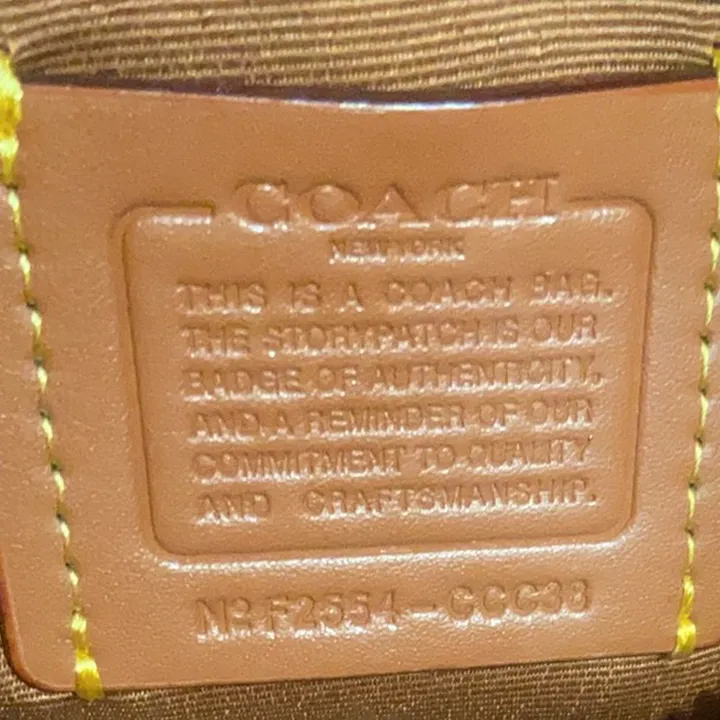 COACH
NEW YORK
THIS IS A COACH BAG.
THE STORYPATCH IS OUR
BADGE OF AUTHENTICITY,
AND A REMINDER OF OUR
COMMITMENT TO QUALITY
AND CRAFTSMANSHIP.
Nº F2554-CCC38